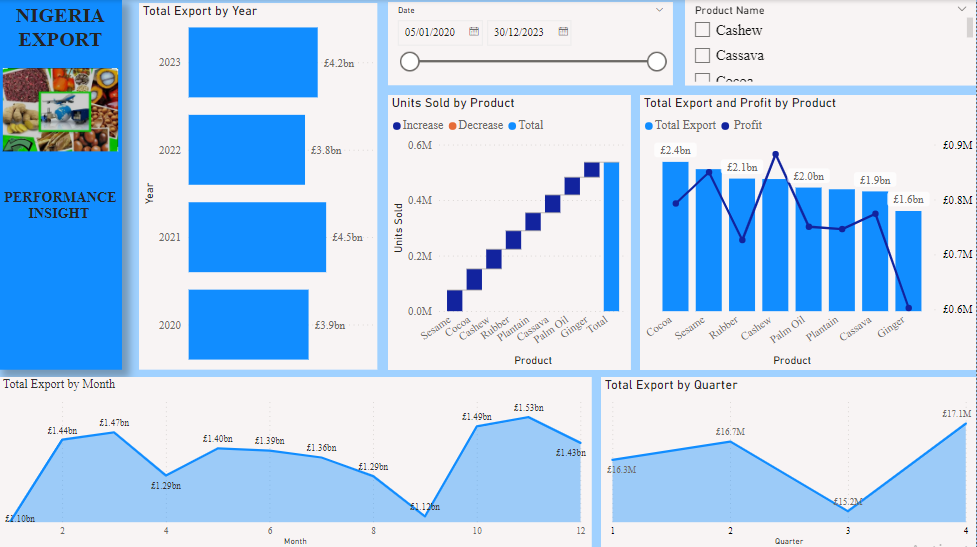 NIGERIA
EXPORT
PERFORMANCE
INSIGHT
Total Export by Year
Year
2023
£4.2bn
2022
£3.8bn
2021
£4.5bn
2020
£3.9bn
Date
05/01/2020
30/12/2023
Product Name
Cashew
Cassava
Cocoa
Units Sold by Product
Increase Decrease Total
Units Sold
0.6M
0.4M
0.2M
0.0M
Sesame Cocoa Cashew Rubber Plantain Cassava Palm Oil Ginger Total
Product
Total Export and Profit by Product
Total Export Profit
£2.4bn £2.1bn £2.0bn £1.9bn £1.6bn
£0.9M
£0.8M
£0.7M
£0.6M
Cocoa Sesame Rubber Cashew Palm Oil Plantain Cassava Ginger
Product
Total Export by Month
£1.10bn £1.44bn £1.47bn £1.29bn £1.40bn £1.39bn £1.36bn £1.29bn £1.12bn £1.49bn £1.53bn £1.43bn
2 4 6 8 10 12
Month
Total Export by Quarter
£16.3M £16.7M £15.2M £17.1M
1 2 3 4
Quarter